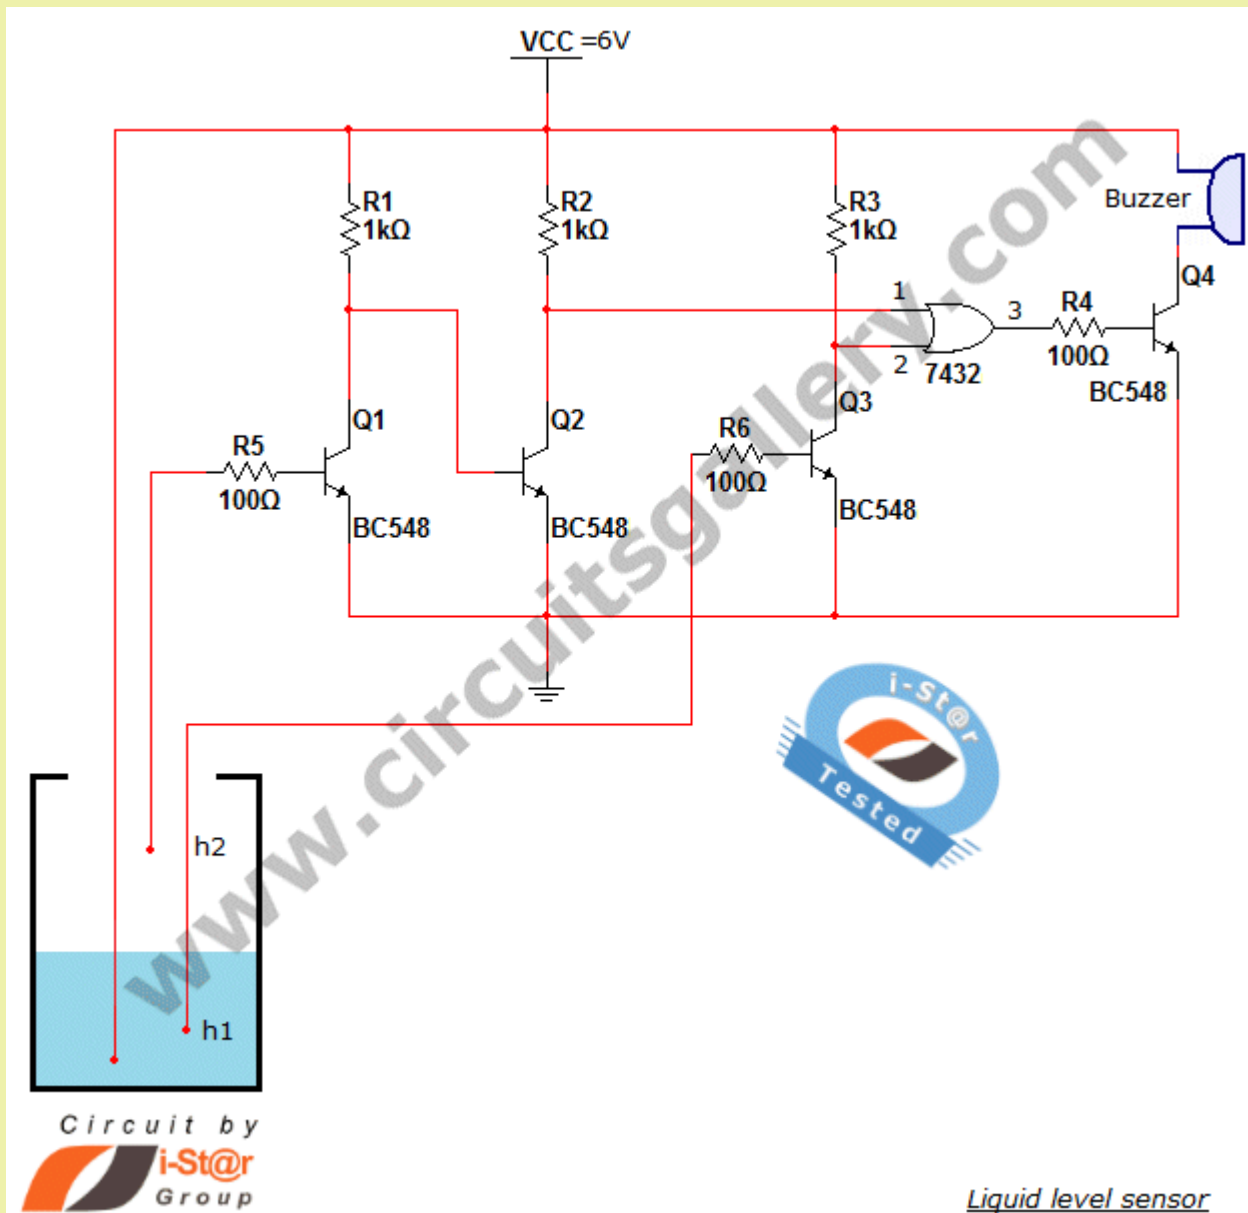 VCC =6V
R1
1kΩ
R2
1kΩ
R3
1kΩ
Buzzer
Q4
1
2
3
7432
R4
100Ω
BC548
Q1
Q2
Q3
R5
100Ω
R6
100Ω
BC548
BC548
BC548
h2
h1
www.circuitsgallery.com
i-St@r
Tested
Circuit by
i-St@r
Group
Liquid level sensor